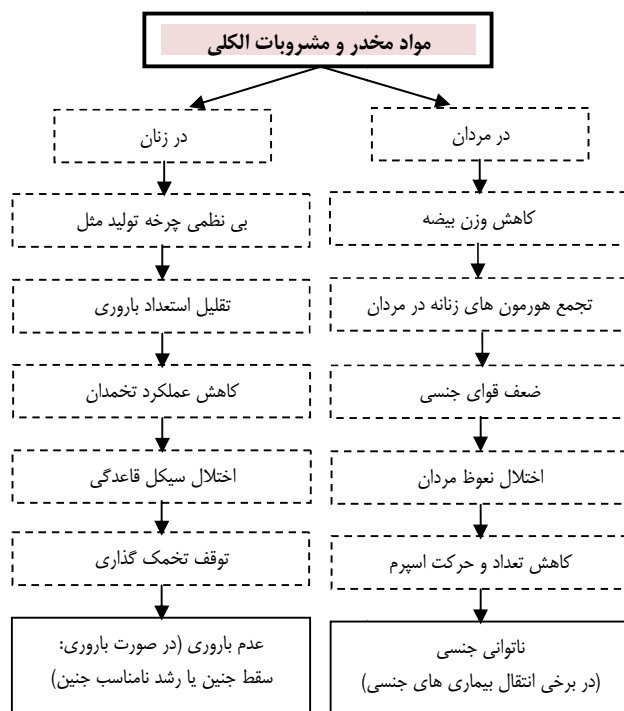 مواد مخدر و مشروبات الکلی
در مردان
کاهش وزن بیضه
تجمع هورمون های زنانه در مردان
ضعف قوای جنسی
اختلال نعوظ مردان
کاهش تعداد و حرکت اسپرم
ناتوانی جنسی
(در برخی انتقال بیماری های جنسی)
در زنان
بی نظمی چرخه تولید مثل
تقلیل استعداد باروری
کاهش عملکرد تخمدان
اختلال سیکل قاعدگی
توقف تخمک گذاری
عدم باروری (در صورت باروری:
سقط جنین یا رشد نامناسب جنین)